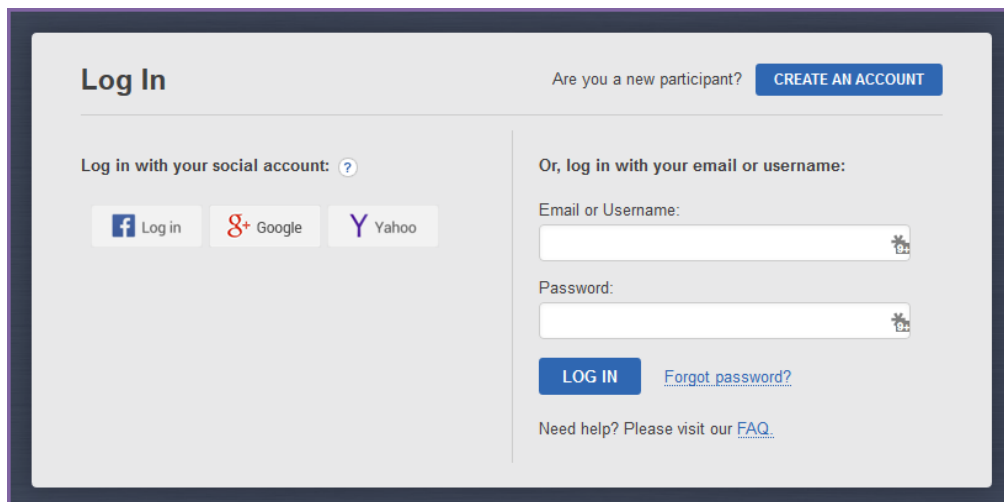 Log In
Are you a new participant? CREATE AN ACCOUNT
Log in with your social account: ?
f Log in
g+ Google
Y Yahoo
Or, log in with your email or username:
Email or Username:
9+
Password:
9+
LOG IN Forgot password?
Need help? Please visit our FAQ.